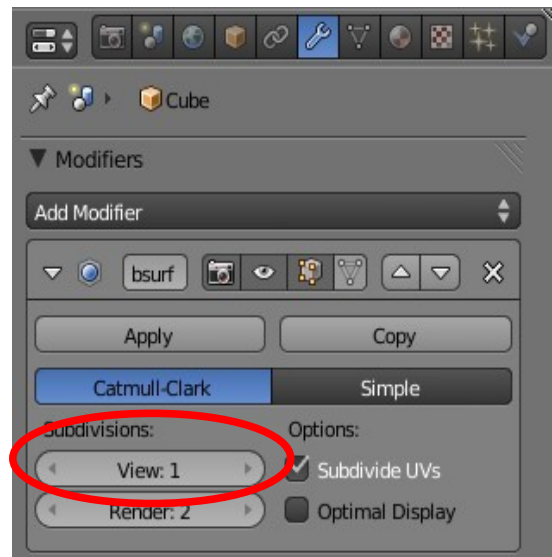 Cube
Modifiers
Add Modifier
bsurf
Apply Copy
Catmull-Clark Simple
Subdivisions: Options:
View: 1 Subdivide UVs
Render: 2 Optimal Display